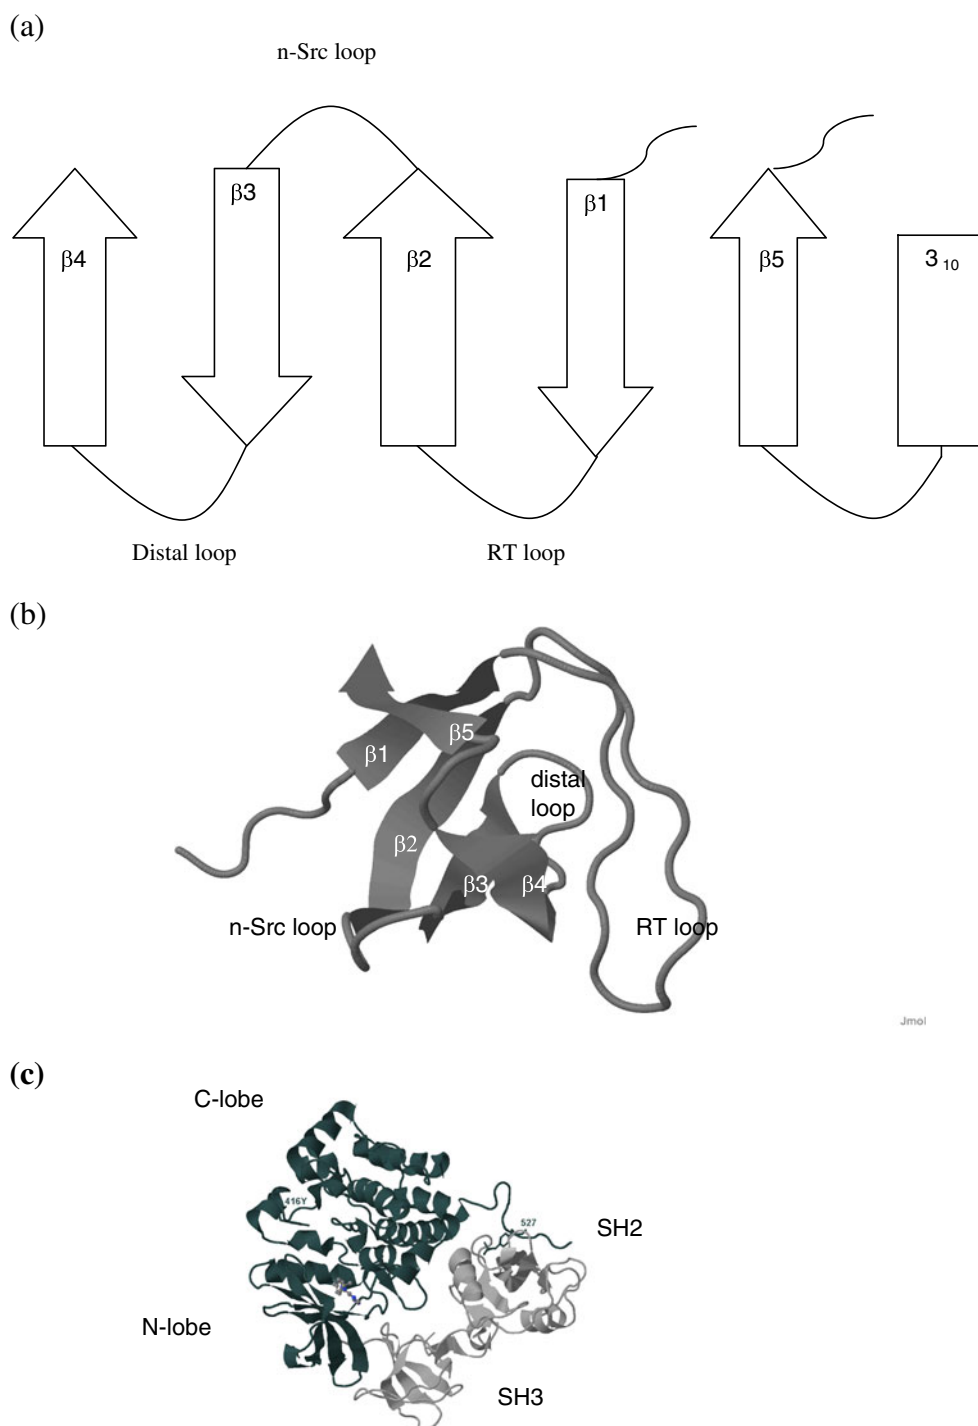 (a)
n-Src loop
β4
β3
β2
β1
β5
3 10
Distal loop
RT loop
(b)
β1
β5
distal
loop
β2
β3
β4
n-Src loop
RT loop
Jmol
(c)
C-lobe
416Y
527
SH2
N-lobe
SH3